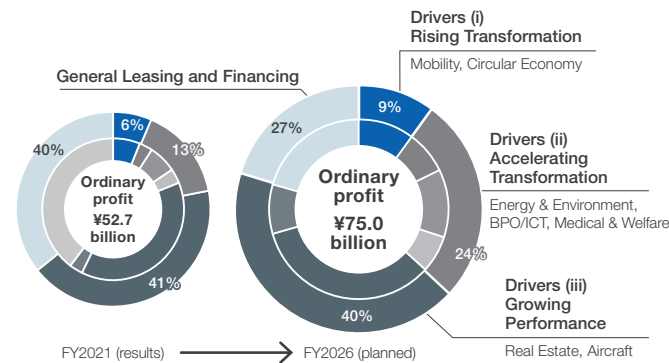 Drivers (i)
Rising Transformation
Mobility, Circular Economy
General Leasing and Financing
6%
13%
40%
41%
Ordinary
profit
¥52.7
billion
9%
27%
24%
40%
Ordinary
profit
¥75.0
billion
Drivers (ii)
Accelerating
Transformation
Energy & Environment,
BPO/ICT, Medical & Welfare
Drivers (iii)
Growing
Performance
Real Estate, Aircraft
FY2021 (results)
FY2026 (planned)